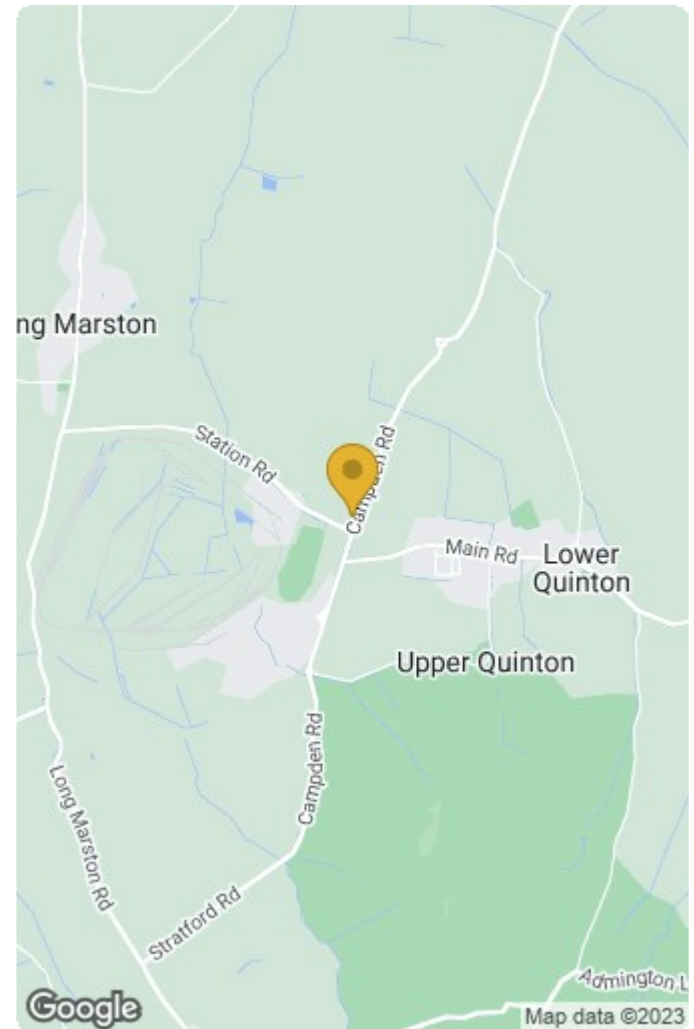 ng Marston
Station Rd
Campden Rd
Main Rd
Lower
Quinton
Upper Quinton
Campden Rd
Long Marston Rd
Stratford Rd
Admington L
Google
Map data ©2023